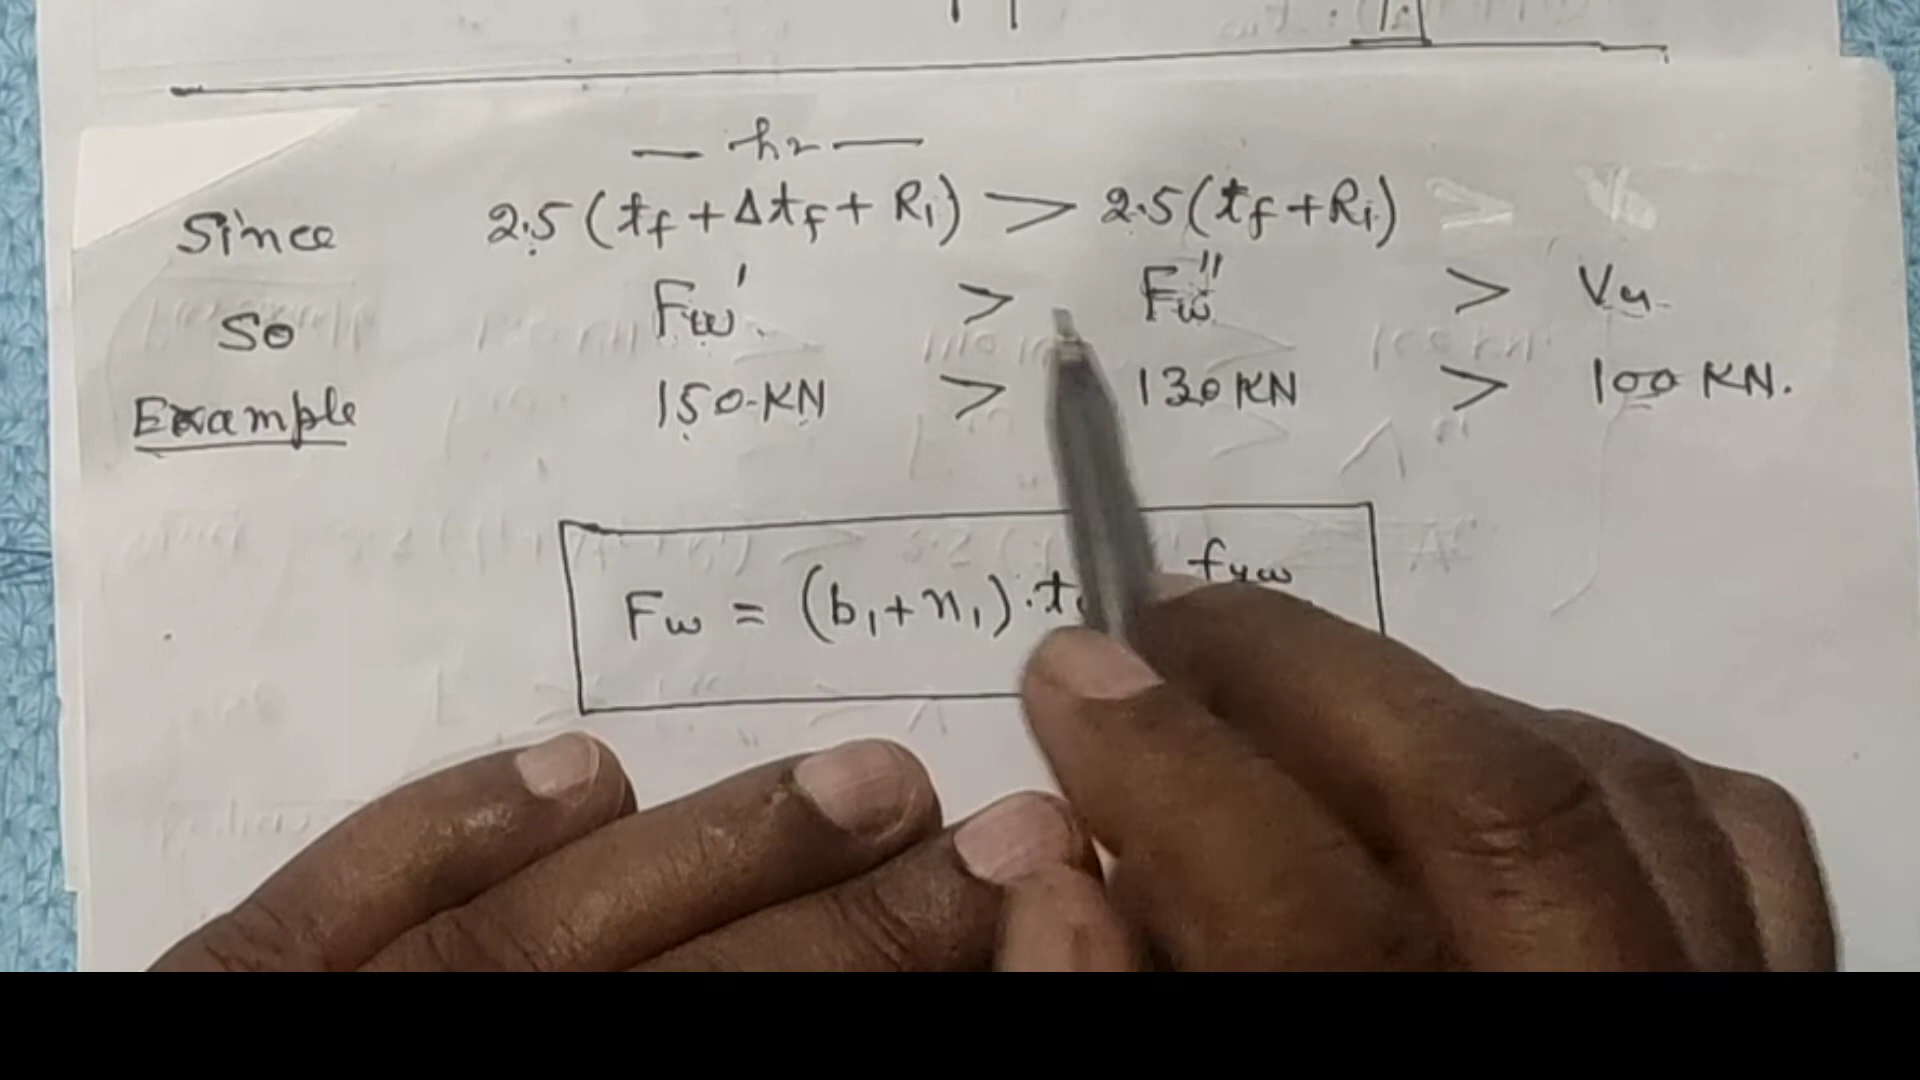 — h2 —
Since 2.5(tf + Δtf + R1) > 2.5(tf + R1)
So Fw' > Fw'' > Vu
Example 150 KN > 130 KN > 100 KN.
Fw = (b1 + n1) · t fyw